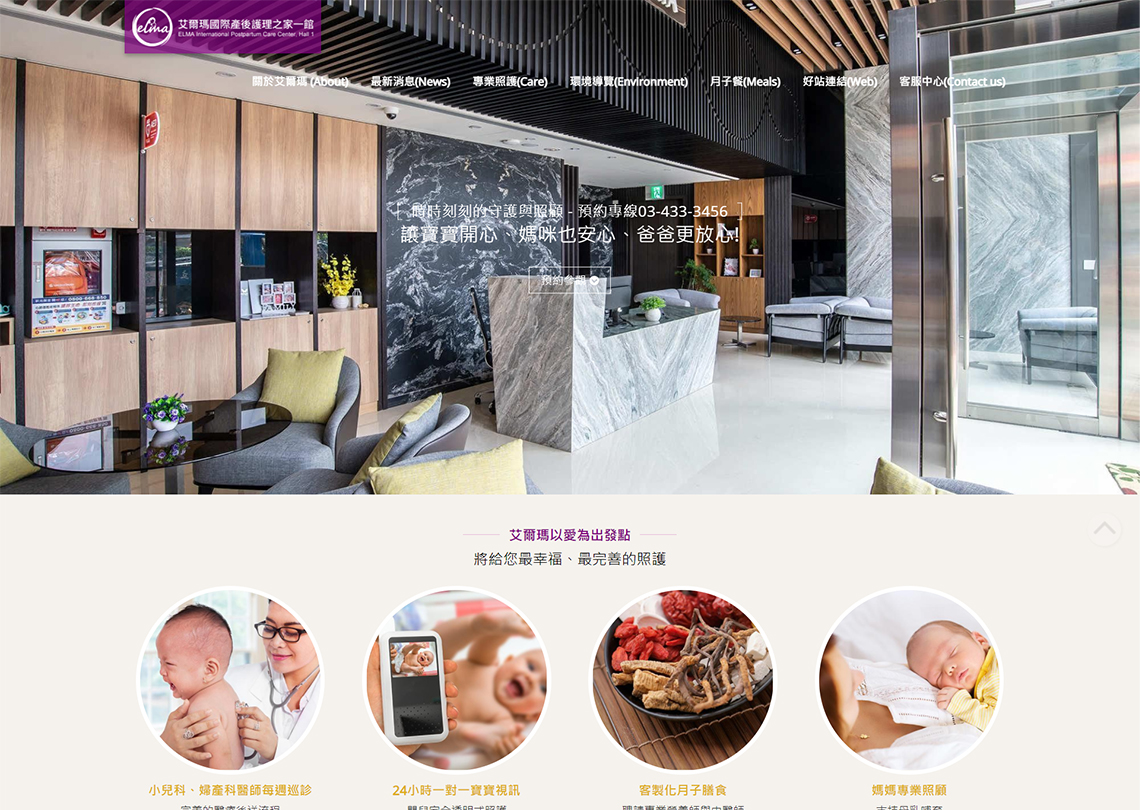 elma 艾爾瑪國際產後護理之家一館
ELMA International Postpartum Care Center. Hall 1
關於艾爾瑪 (About) 最新消息(News) 專業照護(Care) 環境導覽(Environment) 月子餐(Meals) 好站連結(Web) 客服中心(Contact us)
隨時刻刻的守護與照顧 - 預約專線03-433-3456
讓寶寶開心、媽咪也安心、爸爸更放心!
預約參觀
FAMILY
艾爾瑪以愛為出發點
將給您最幸福、最完善的照護
小兒科、婦產科醫師每週巡診
24小時一對一寶寶視訊
客製化月子膳食
媽媽專業照顧